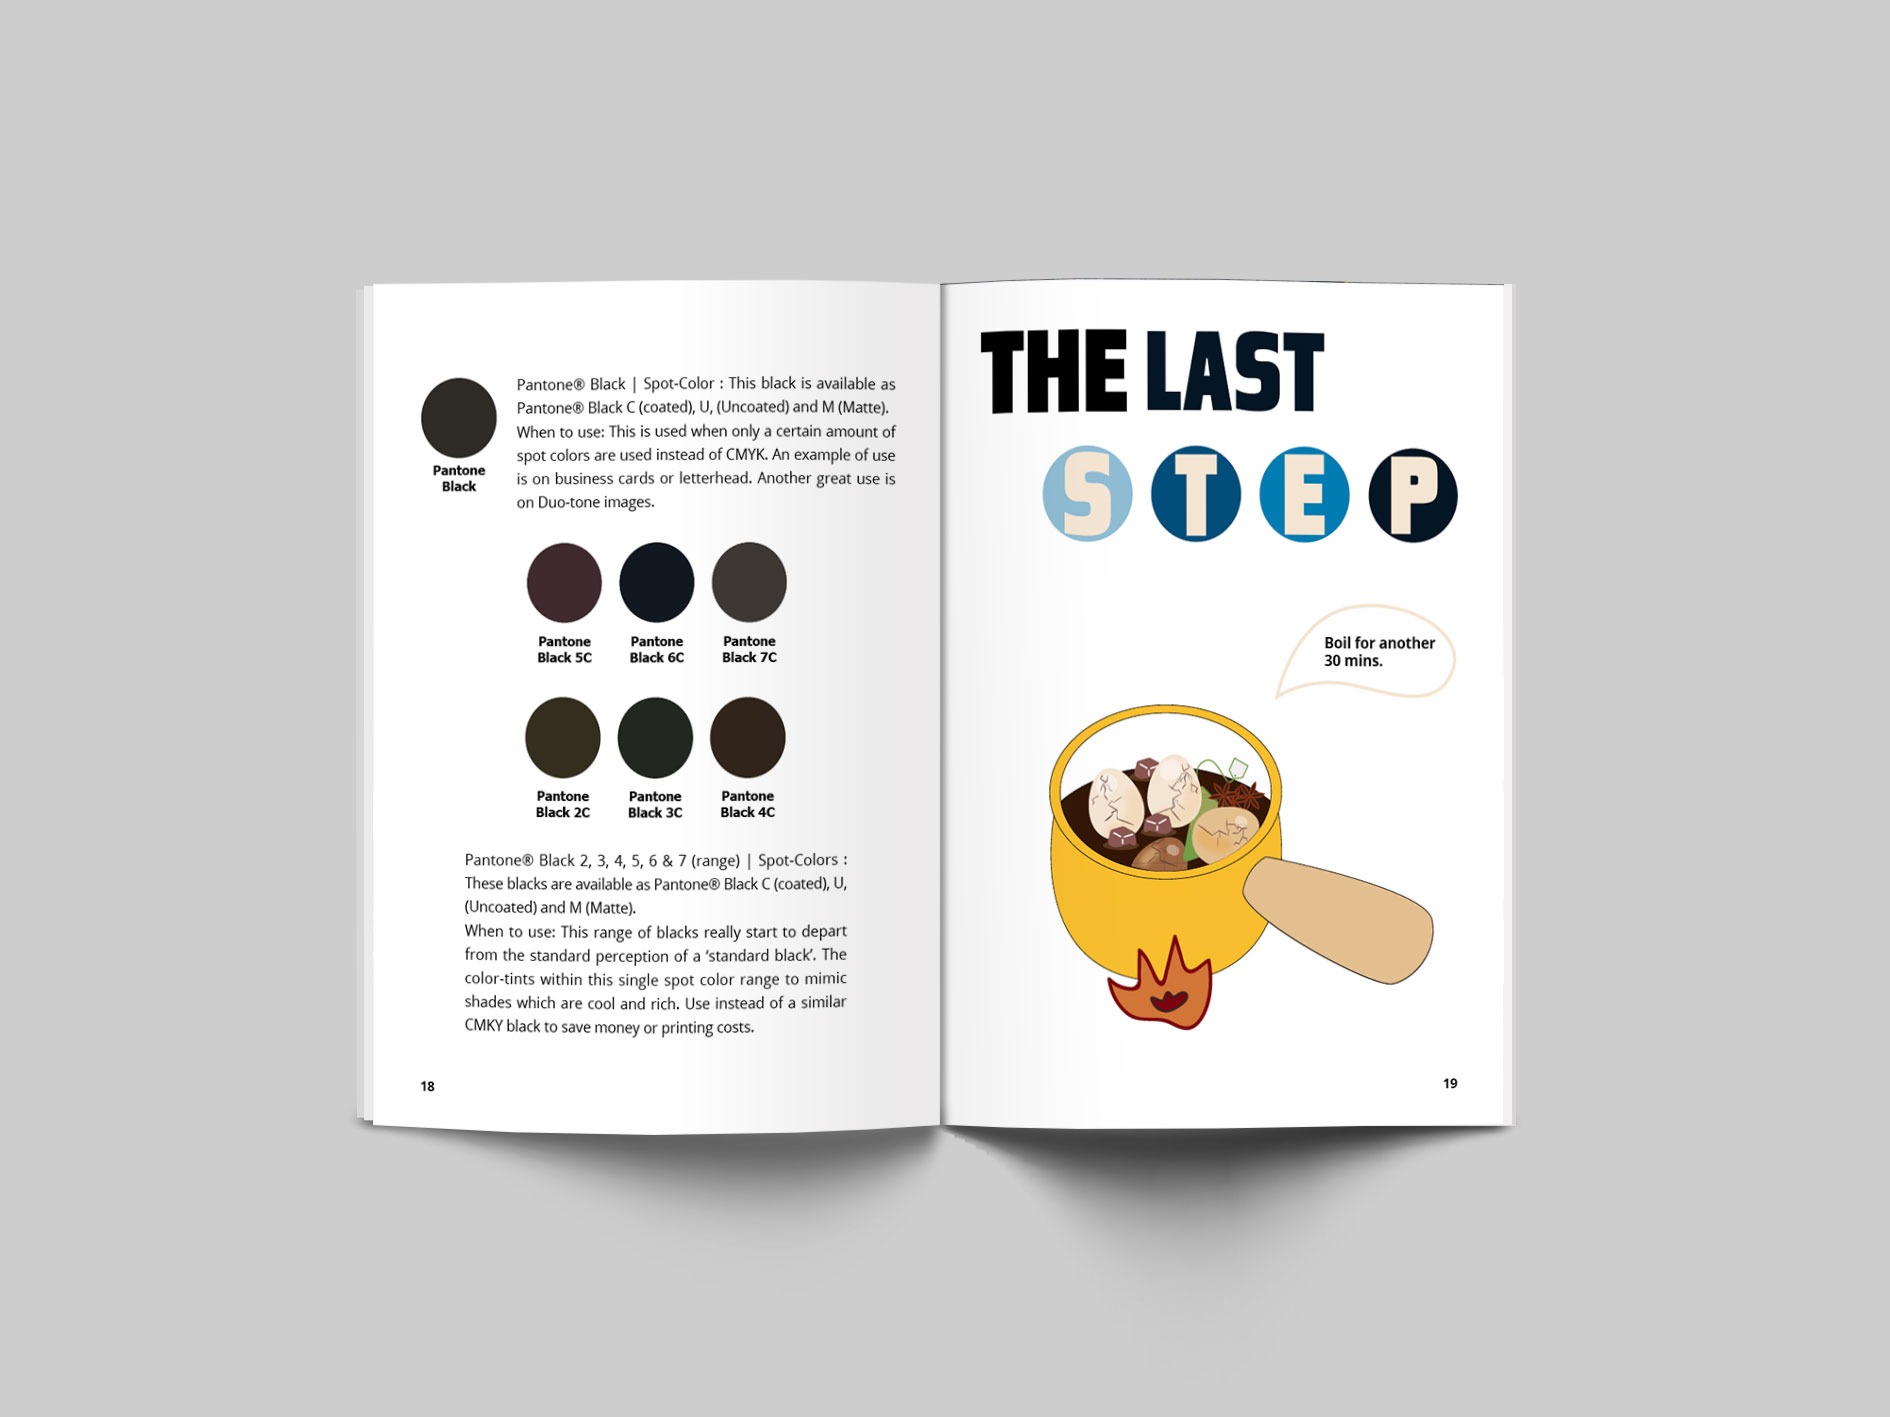 Pantone® Black | Spot-Color : This black is available as
Pantone® Black C (coated), U, (Uncoated) and M (Matte).
When to use: This is used when only a certain amount of
spot colors are used instead of CMYK. An example of use
is on business cards or letterhead. Another great use is
on Duo-tone images.
Pantone
Black
Pantone
Black 5C
Pantone
Black 6C
Pantone
Black 7C
Pantone
Black 2C
Pantone
Black 3C
Pantone
Black 4C
Pantone® Black 2, 3, 4, 5, 6 & 7 (range) | Spot-Colors :
These blacks are available as Pantone® Black C (coated), U,
(Uncoated) and M (Matte).
When to use: This range of blacks really start to depart
from the standard perception of a ‘standard black’. The
color-tints within this single spot color range to mimic
shades which are cool and rich. Use instead of a similar
CMKY black to save money or printing costs.
18
THE LAST
STEP
Boil for another
30 mins.
19